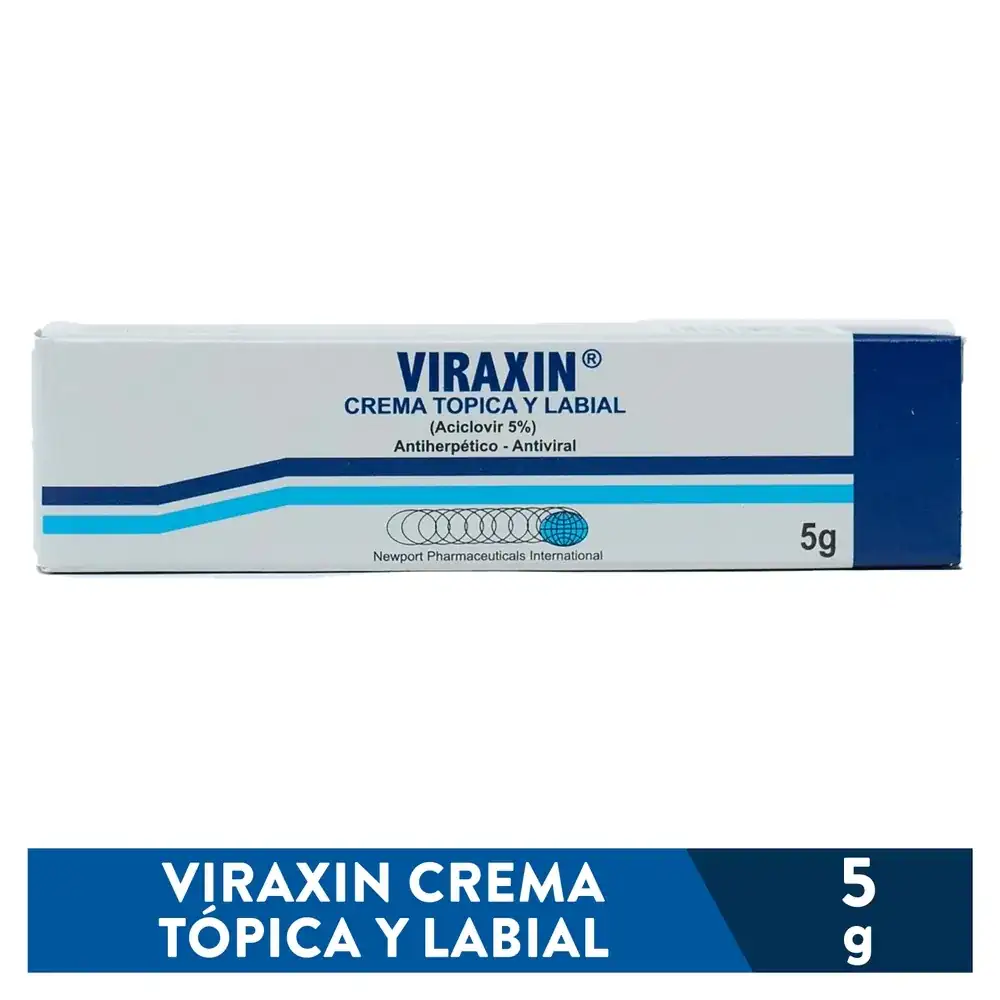 VIRAXIN®
CREMA TOPICA Y LABIAL
(Aciclovir 5%)
Antiherpético - Antiviral
Newport Pharmaceuticals International
5g
VIRAXIN CREMA
TÓPICA Y LABIAL
5
g